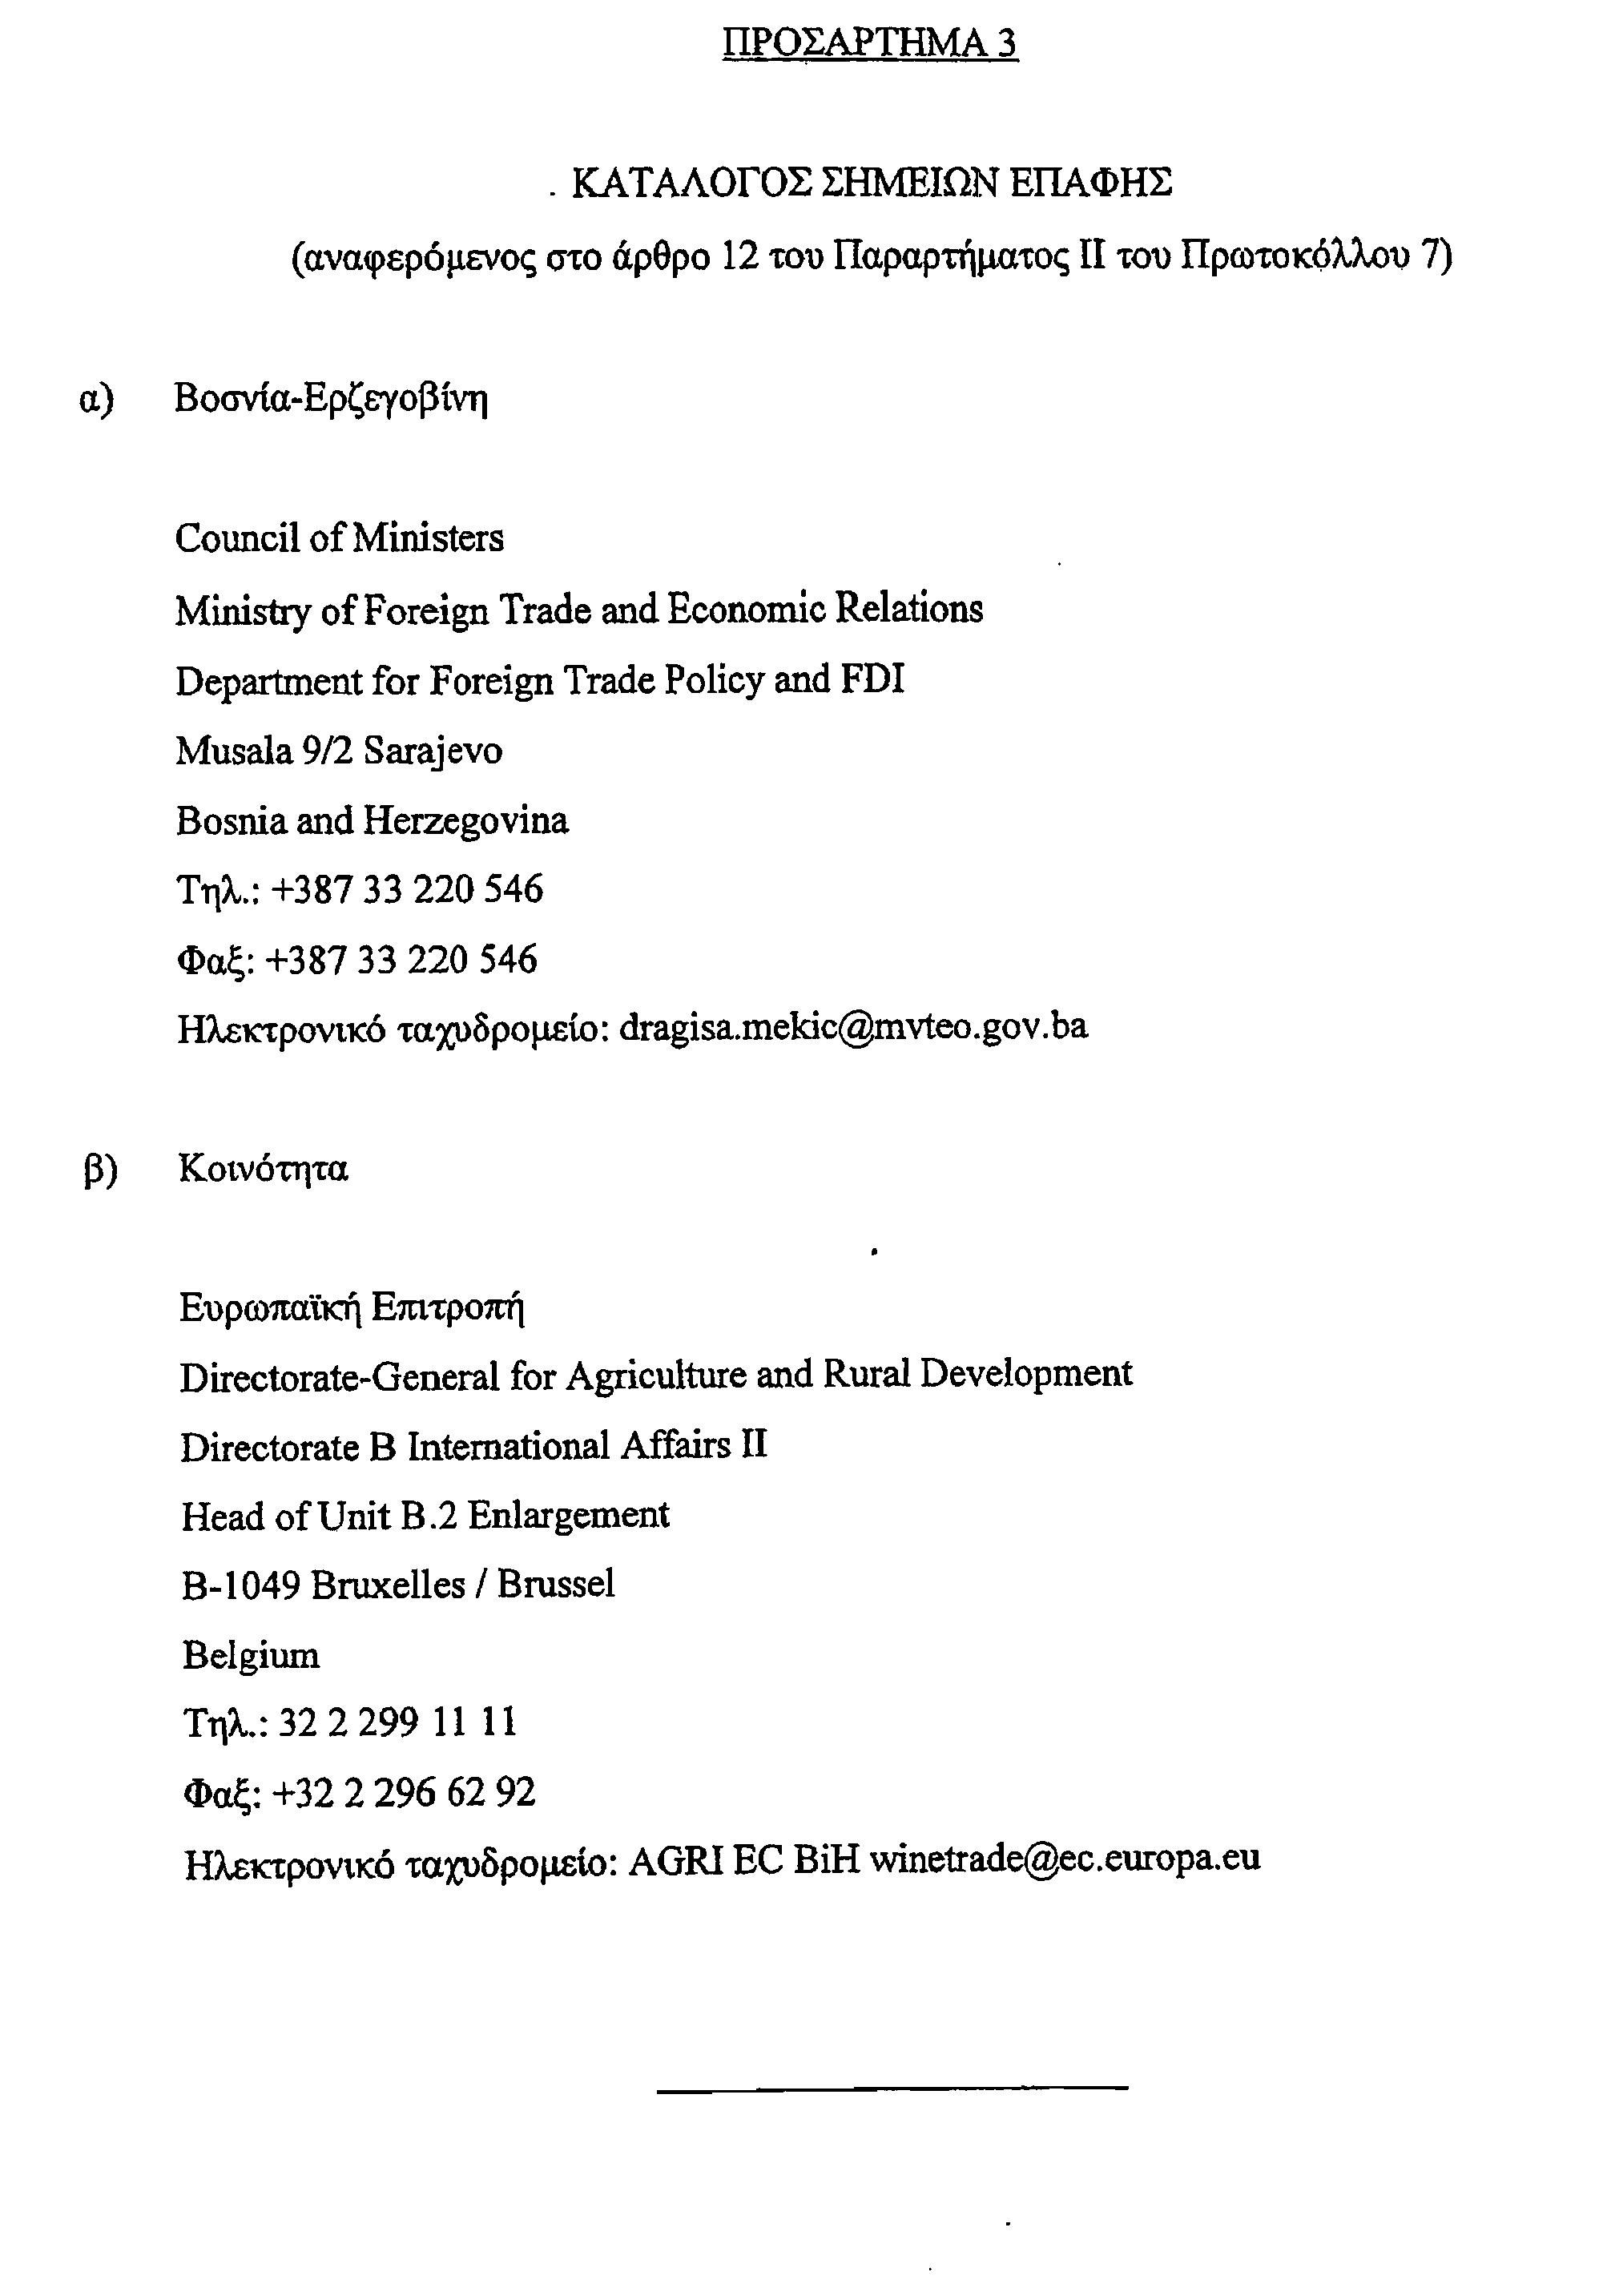 ΠΡΟΣΑΡΤΗΜΑ 3
ΚΑΤΑΛΟΓΟΣ ΣΗΜΕΙΩΝ ΕΠΑΦΗΣ
(αναφερόμενος στο άρθρο 12 του Παραρτήματος II του Πρωτοκόλλου 7)
α) Βοσνία-Ερζεγοβίνη
Council of Ministers
Ministry of Foreign Trade and Economic Relations
Department for Foreign Trade Policy and FDI
Musala 9/2 Sarajevo
Bosnia and Herzegovina
Τηλ.: +387 33 220 546
Φαξ: +387 33 220 546
Ηλεκτρονικό ταχυδρομείο: dragisa.mekic@mvteo.gov.ba
β) Κοινότητα
Ευρωπαϊκή Επιτροπή
Directorate-General for Agriculture and Rural Development
Directorate B International Affairs II
Head of Unit B.2 Enlargement
B-1049 Bruxelles / Brussel
Belgium
Τηλ.: 32 2 299 11 11
Φαξ: +32 2 296 62 92
Ηλεκτρονικό ταχυδρομείο: AGRI EC BiH winetrade@ec.europa.eu